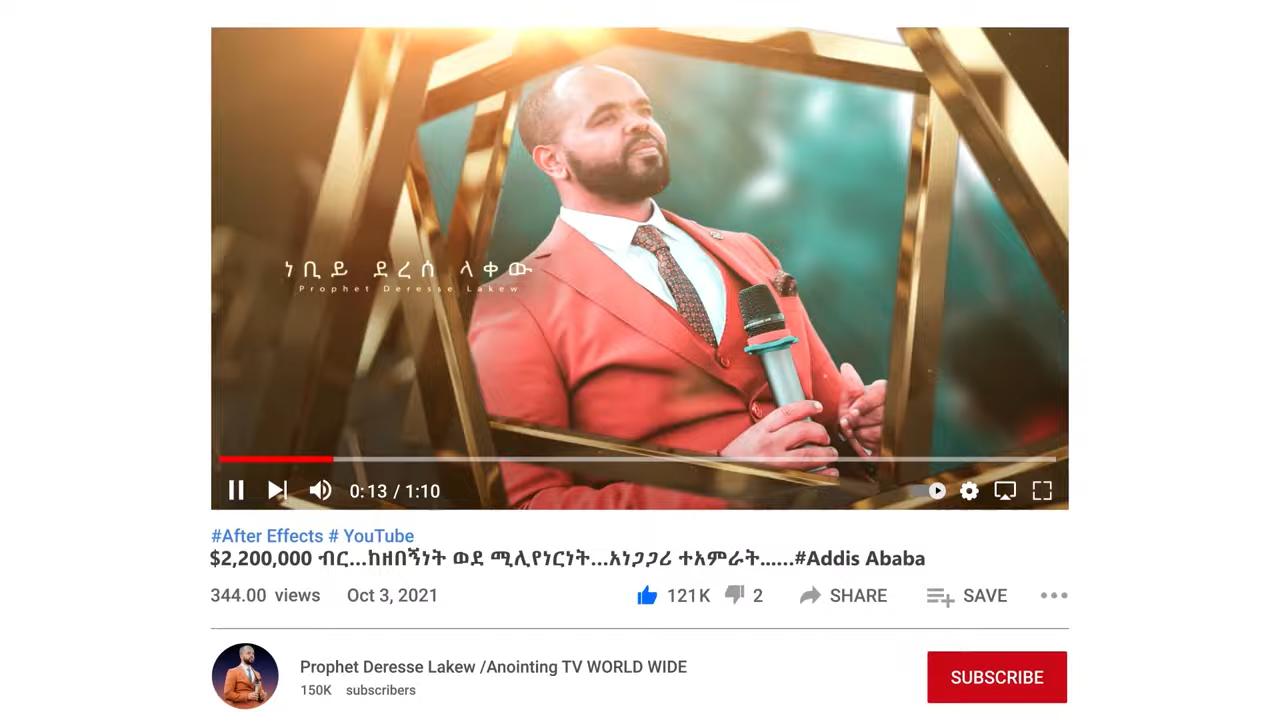 ነቢይ ደረሰ ላቀው
Prophet Deresse Lakew
0:13 / 1:10
#After Effects # YouTube
$2,200,000 ብር...ከዘበኝነት ወደ ሚሊየነርነት...አነጋጋሪ ተአምራት......#Addis Ababa
344.00 views Oct 3, 2021 121K 2 SHARE SAVE
Prophet Deresse Lakew /Anointing TV WORLD WIDE
150K subscribers
SUBSCRIBE